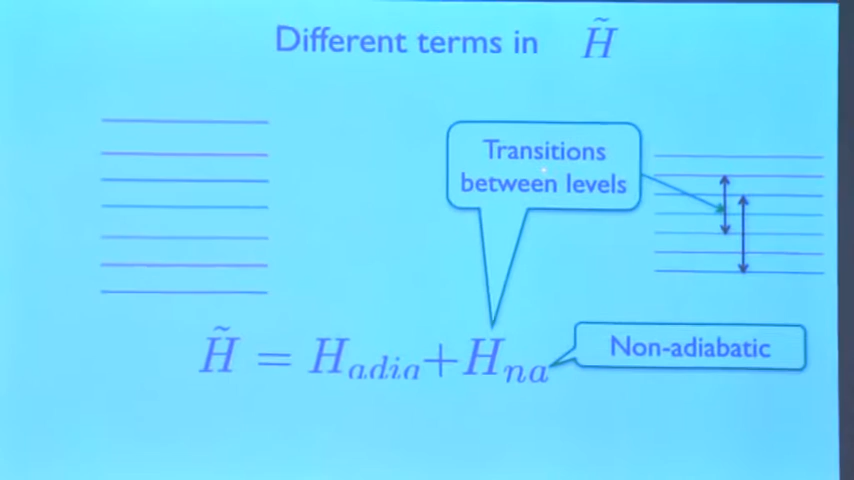 Different terms in H̃
Transitions
between levels
H̃ = H_adia + H_na
Non-adiabatic